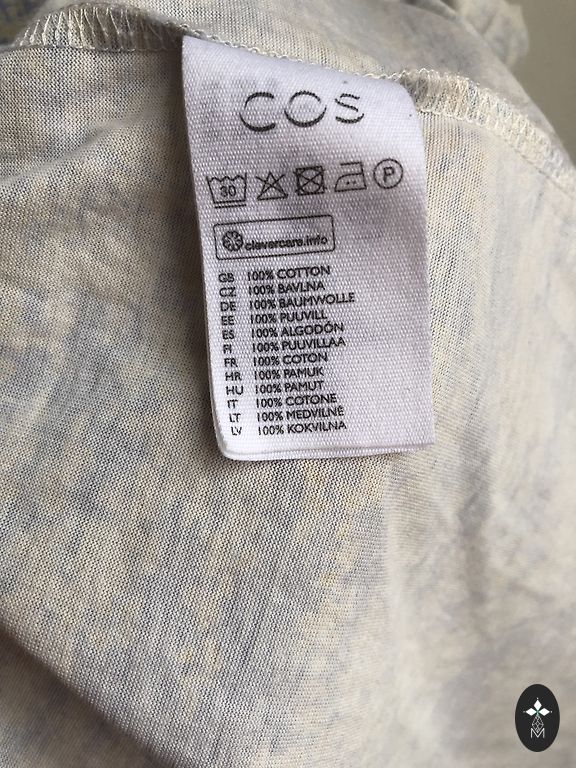 COS
30
P
clevercare.info
GB 100% COTTON
CZ 100% BAVLNA
DE 100% BAUMWOLLE
EE 100% PUUVILL
ES 100% ALGODÓN
FI 100% PUUVILLAA
FR 100% COTON
HR 100% PAMUK
HU 100% PAMUT
IT 100% COTONE
LT 100% MEDVILNĖ
LV 100% KOKVILNA
M